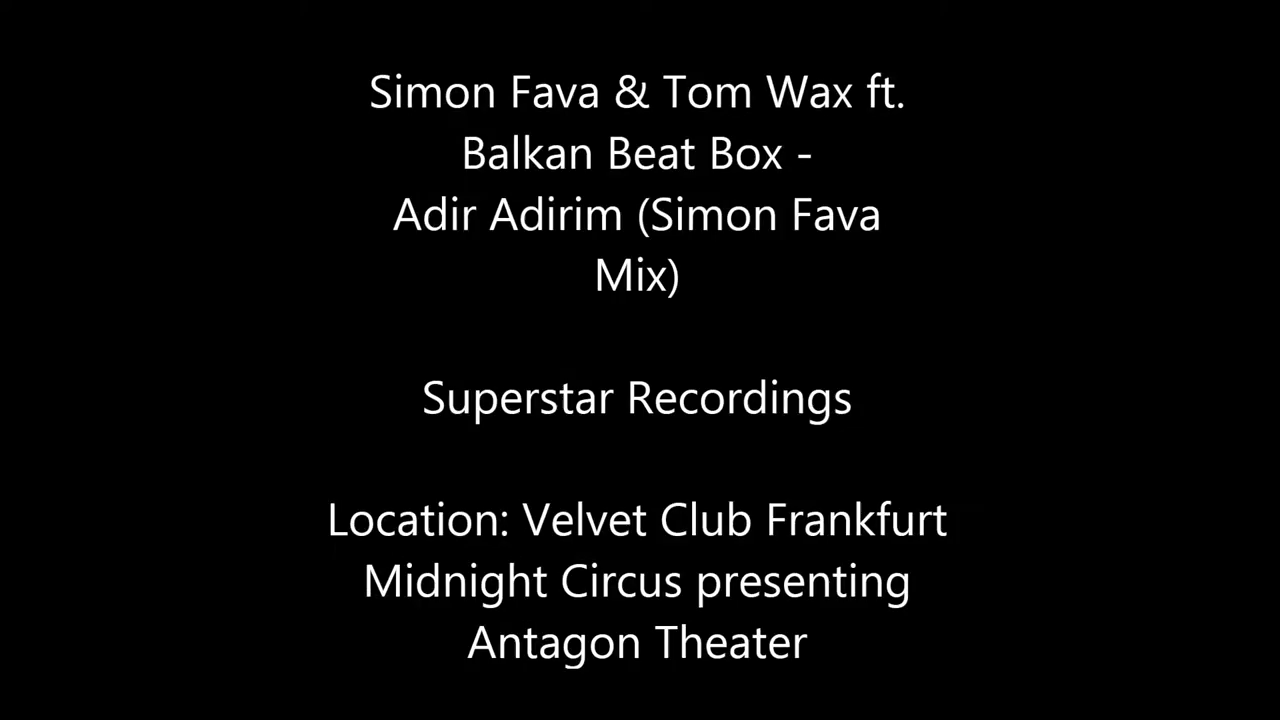 Simon Fava & Tom Wax ft.
Balkan Beat Box -
Adir Adirim (Simon Fava
Mix)
Superstar Recordings
Location: Velvet Club Frankfurt
Midnight Circus presenting
Antagon Theater